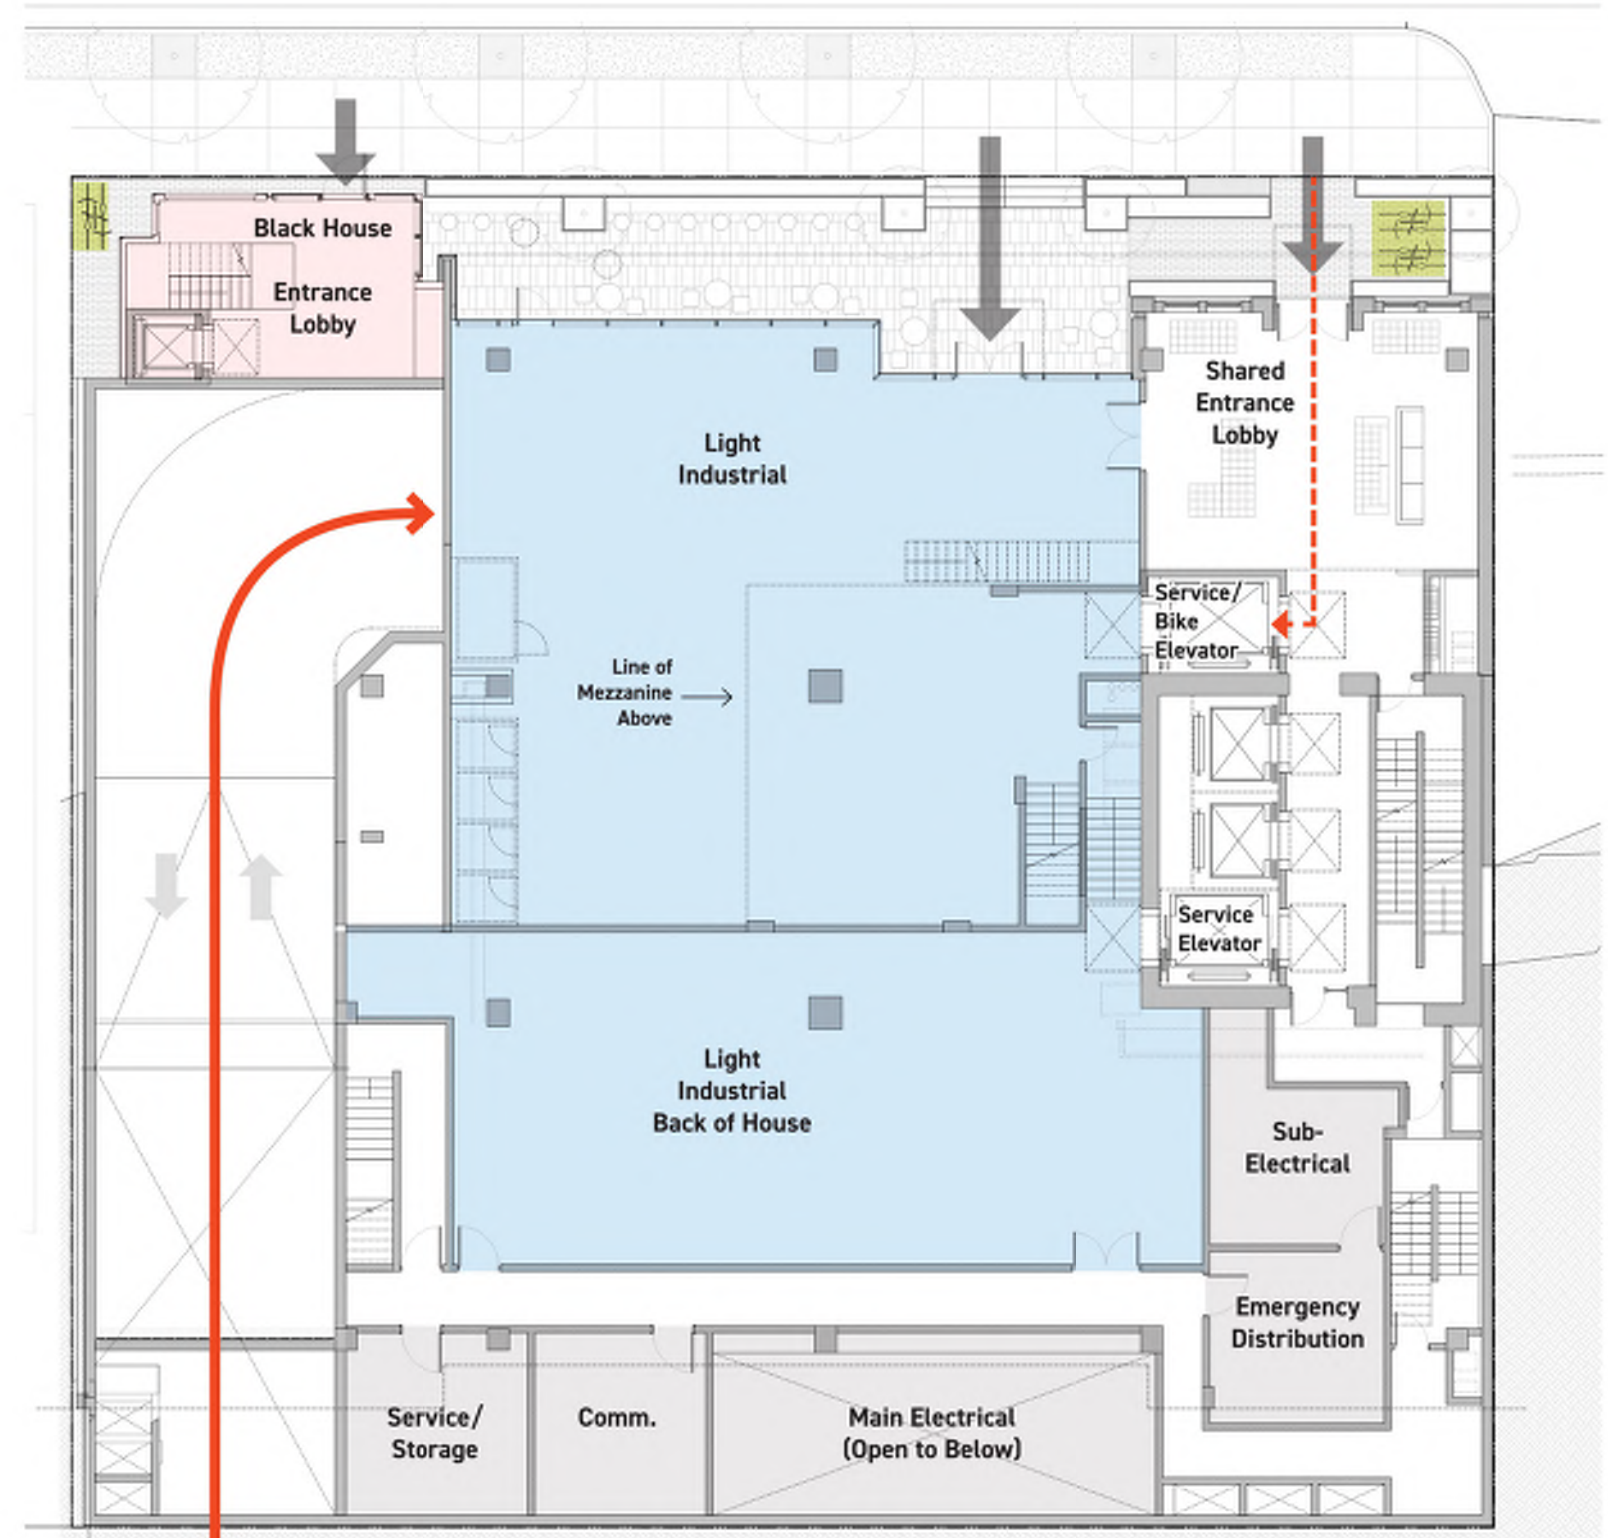 Black House
Entrance
Lobby
Shared
Entrance
Lobby
Light
Industrial
Service/
Bike
Elevator
Line of
Mezzanine
Above
Service
Elevator
Light
Industrial
Back of House
Sub-
Electrical
Emergency
Distribution
Service/
Storage
Comm.
Main Electrical
(Open to Below)